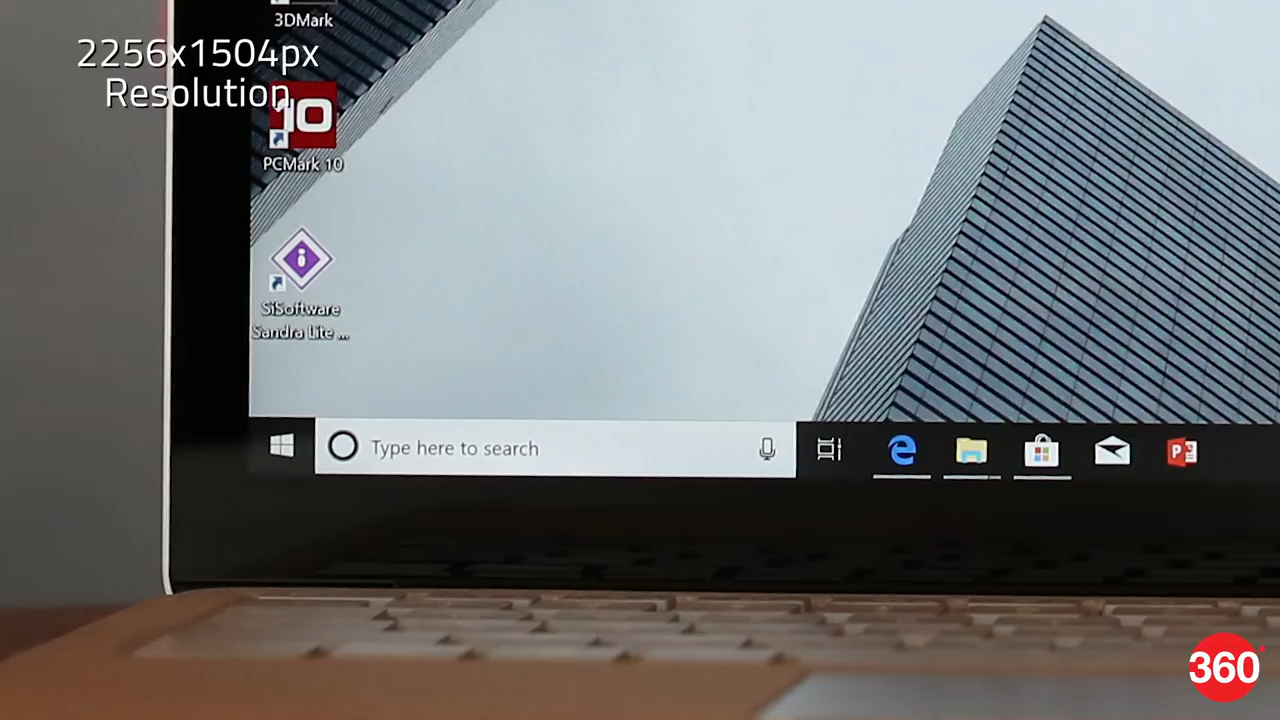 3DMark
2256x1504px
Resolution
10
PCMark 10
SiSoftware
Sandra Lite ...
Type here to search
360